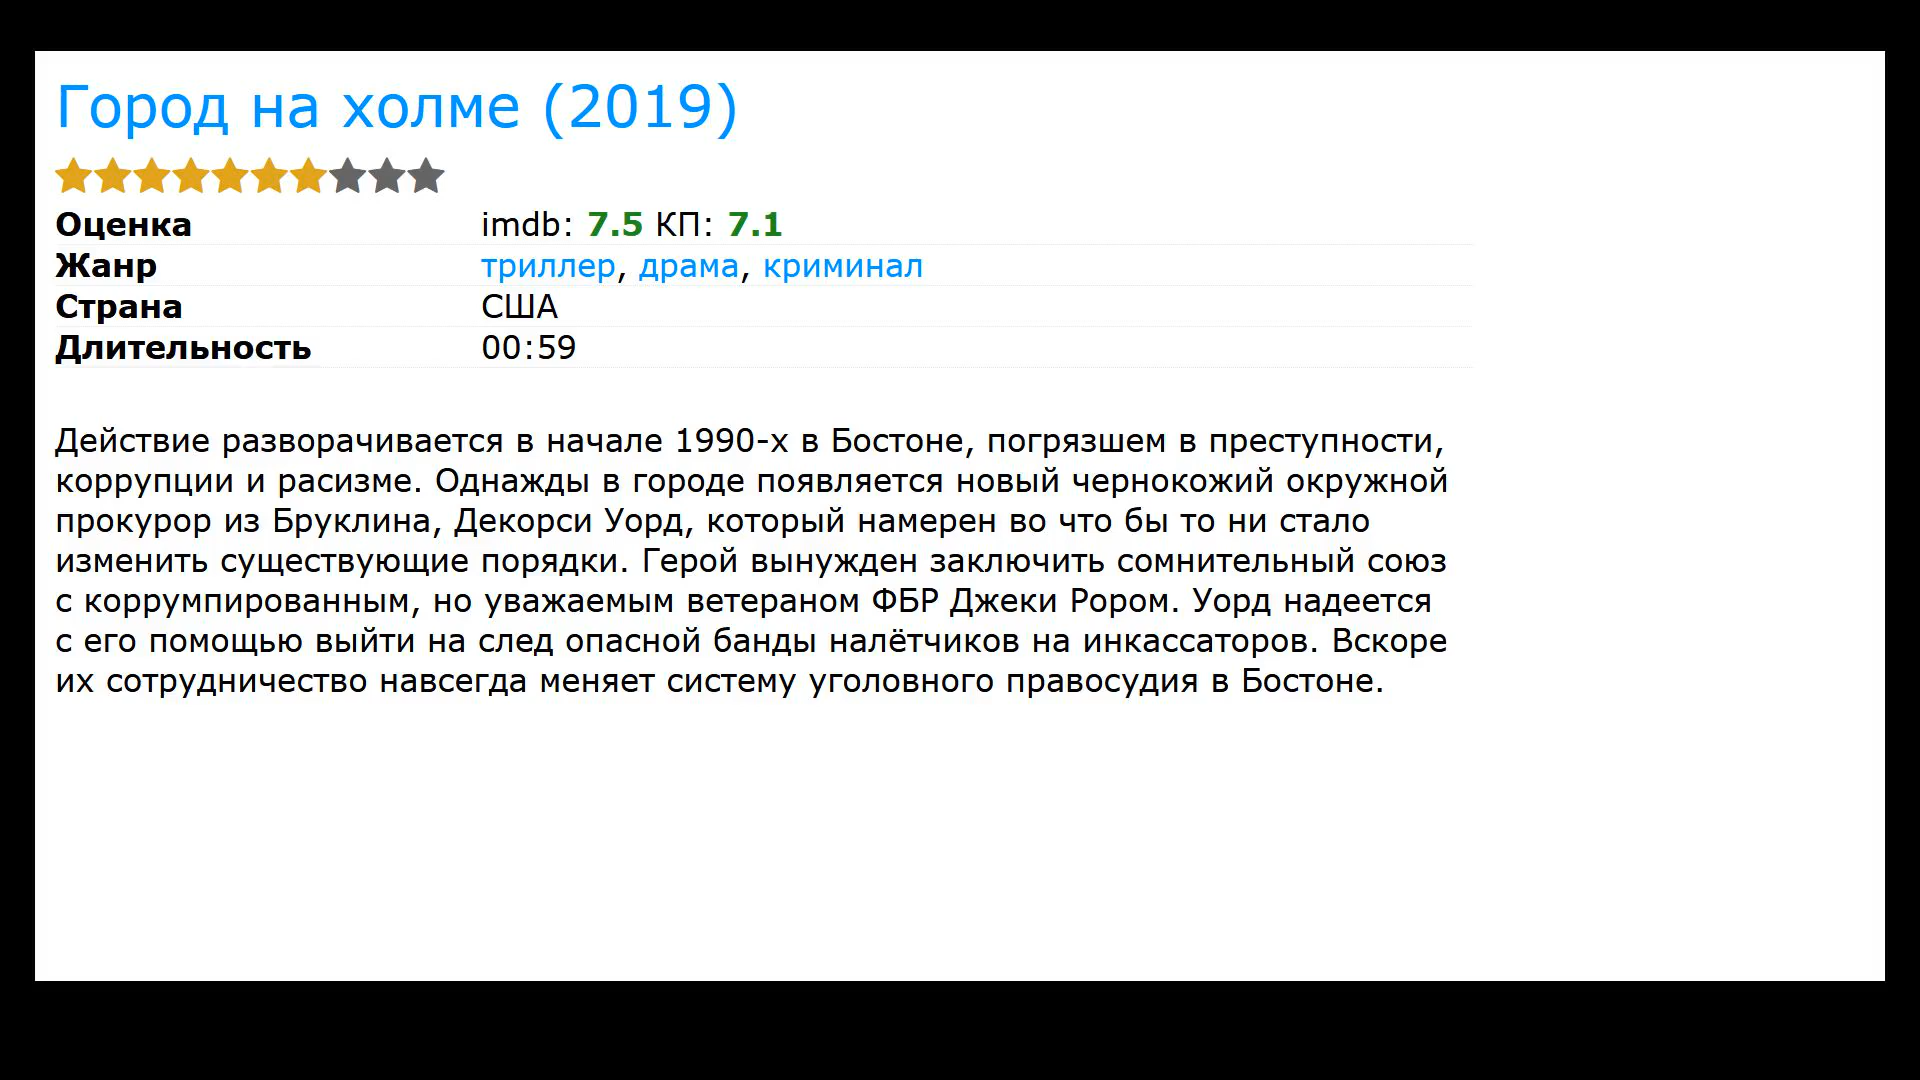 Город на холме (2019)
Оценка imdb: 7.5 КП: 7.1
Жанр триллер, драма, криминал
Страна США
Длительность 00:59
Действие разворачивается в начале 1990-х в Бостоне, погрязшем в преступности,
коррупции и расизме. Однажды в городе появляется новый чернокожий окружной
прокурор из Бруклина, Декорси Уорд, который намерен во что бы то ни стало
изменить существующие порядки. Герой вынужден заключить сомнительный союз
с коррумпированным, но уважаемым ветераном ФБР Джеки Рором. Уорд надеется
с его помощью выйти на след опасной банды налётчиков на инкассаторов. Вскоре
их сотрудничество навсегда меняет систему уголовного правосудия в Бостоне.